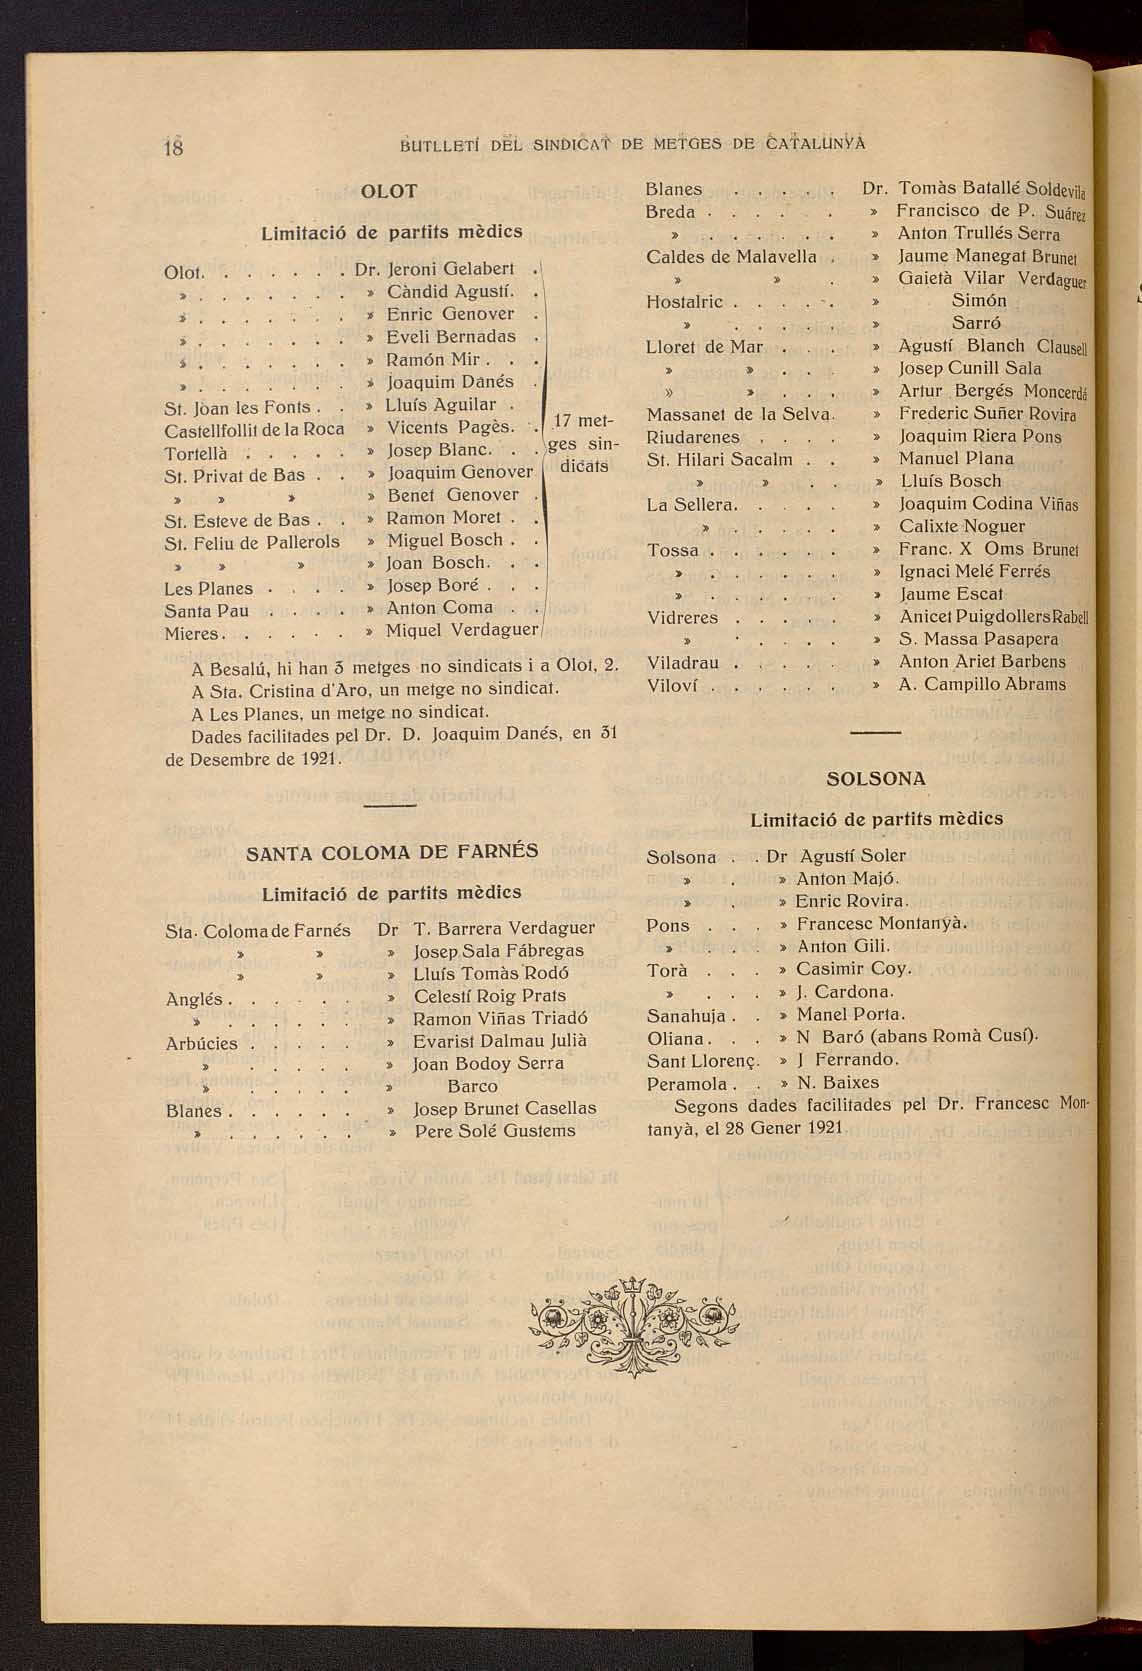 18 BUTLLETÍ DEL SINDICAT DE METGES DE CATALUNYA
OLOT
Limitació de partits mèdics
Olot. . . . . . . Dr. Jeroni Gelabert .
» . . . . . . . » Càndid Agustí. .
» . . . . . . . » Enric Genover .
» . . . . . . . » Eveli Bernadas .
» . . . . . . . » Ramón Mir . . .
» . . . . . . . » Joaquim Danés .
St. Joan les Fonts . . » Lluís Aguilar .
Castellfollit de la Roca » Vicents Pagès. .
Tortellà . . . . . » Josep Blanc. . .
St. Privat de Bas . . » Joaquim Genover
» » » » Benet Genover .
St. Esteve de Bas . . » Ramon Moret . .
St. Feliu de Pallerols » Miguel Bosch . .
» » » » Joan Bosch. . .
Les Planes . . . . » Josep Boré . . .
Santa Pau . . . . » Anton Coma . .
Mieres. . . . . . » Miquel Verdaguer
17 met-
ges sin-
dicats
A Besalú, hi han 3 metges no sindicats i a Olot, 2.
A Sta. Cristina d'Aro, un metge no sindicat.
A Les Planes, un metge no sindicat.
Dades facilitades pel Dr. D. Joaquim Danés, en 31
de Desembre de 1921.
SANTA COLOMA DE FARNÉS
Limitació de partits mèdics
Sta. Coloma de Farnés Dr T. Barrera Verdaguer
» » » Josep Sala Fábregas
» » » Lluís Tomàs Rodó
Anglés . . . . . . » Celestí Roig Prats
» . . . . . . » Ramon Viñas Triadó
Arbúcies . . . . . » Evarist Dalmau Julià
» . . . . . » Joan Bodoy Serra
» . . . . . » Barco
Blanes . . . . . . » Josep Brunet Casellas
» . . . . . . » Pere Solé Gustems
Blanes . . . . . Dr. Tomàs Batallé Soldevila
Breda . . . . . . » Francisco de P. Suárez
» . . . . . . » Anton Trullés Serra
Caldes de Malavella . » Jaume Manegat Brunet
» » . » Gaietà Vilar Verdaguer
Hostalric . . . . . » Simón
» . . . . . » Sarró
Lloret de Mar . . . » Agustí Blanch Clausell
» » . . . » Josep Cunill Sala
» » . . . » Artur Bergés Moncerdá
Massanet de la Selva. » Frederic Suñer Rovira
Riudarenes . . . . » Joaquim Riera Pons
St. Hilari Sacalm . . » Manuel Plana
» » . . » Lluís Bosch
La Sellera. . . . . » Joaquim Codina Viñas
» . . . . . » Calixte Noguer
Tossa . . . . . . » Franc. X Oms Brunet
» . . . . . . » Ignaci Melé Ferrés
» . . . . . . » Jaume Escat
Vidreres . . . . . » Anicet Puigdollers Rabell
» . . . . . » S. Massa Pasapera
Viladrau . . . . . » Anton Ariet Barbens
Viloví . . . . . . » A. Campillo Abrams
SOLSONA
Limitació de partits mèdics
Solsona . . Dr Agustí Soler
» . . » Anton Majó.
» . . » Enric Rovira.
Pons . . . » Francesc Montanyà.
» . . . » Anton Gili.
Torà . . . » Casimir Coy.
» . . . » J. Cardona.
Sanahuja . . » Manel Porta.
Oliana . . . » N Baró (abans Romà Cusí).
Sant Llorenç. » J Ferrando.
Peramola . . » N. Baixes
Segons dades facilitades pel Dr. Francesc Mon-
tanyà, el 28 Gener 1921